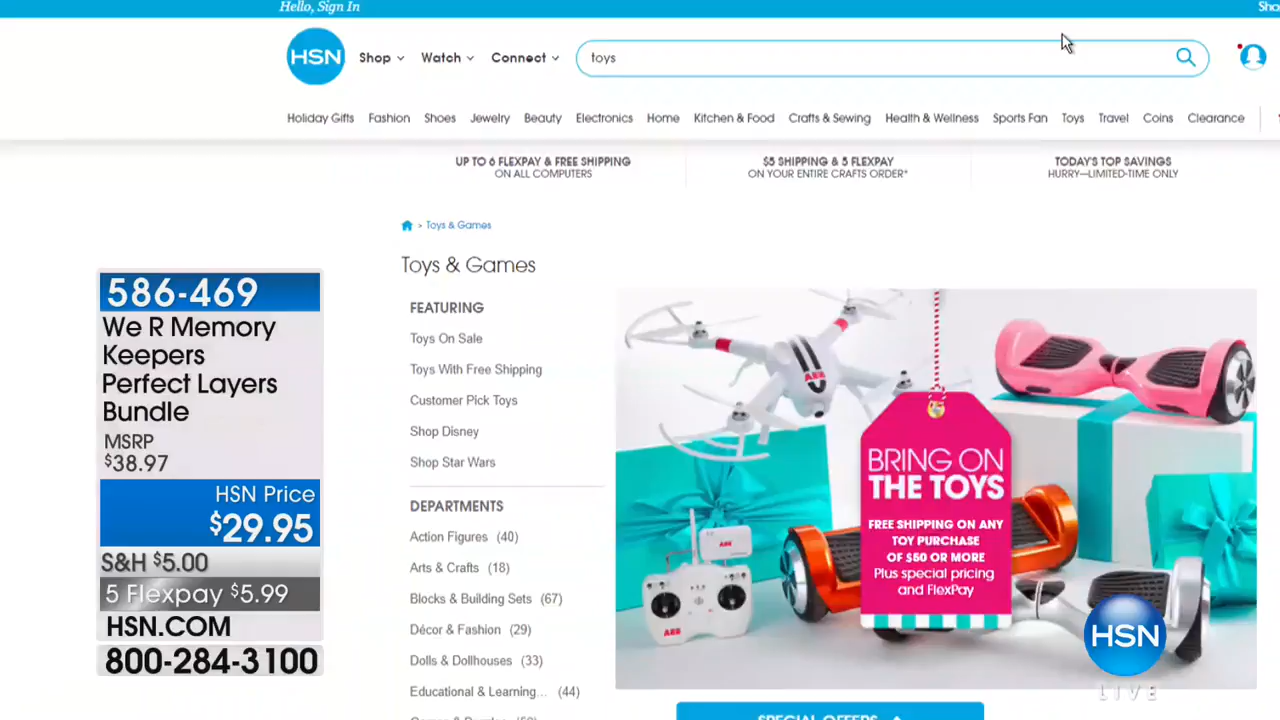 Hello, Sign In
Sho
HSN
Shop
Watch
Connect
toys
Holiday Gifts
Fashion
Shoes
Jewelry
Beauty
Electronics
Home
Kitchen & Food
Crafts & Sewing
Health & Wellness
Sports Fan
Toys
Travel
Coins
Clearance
UP TO 6 FLEXPAY & FREE SHIPPING
ON ALL COMPUTERS
$5 SHIPPING & 5 FLEXPAY
ON YOUR ENTIRE CRAFTS ORDER*
TODAY'S TOP SAVINGS
HURRY—LIMITED-TIME ONLY
> Toys & Games
Toys & Games
FEATURING
Toys On Sale
Toys With Free Shipping
Customer Pick Toys
Shop Disney
Shop Star Wars
DEPARTMENTS
Action Figures (40)
Arts & Crafts (18)
Blocks & Building Sets (67)
Décor & Fashion (29)
Dolls & Dollhouses (33)
Educational & Learning... (44)
586-469
We R Memory
Keepers
Perfect Layers
Bundle
MSRP
$38.97
HSN Price
$29.95
S&H $5.00
5 Flexpay $5.99
HSN.COM
800-284-3100
AEE
BRING ON
THE TOYS
FREE SHIPPING ON ANY
TOY PURCHASE
OF $50 OR MORE
Plus special pricing
and FlexPay
AEE
AEE
HSN
LIVE
SPECIAL OFFERS